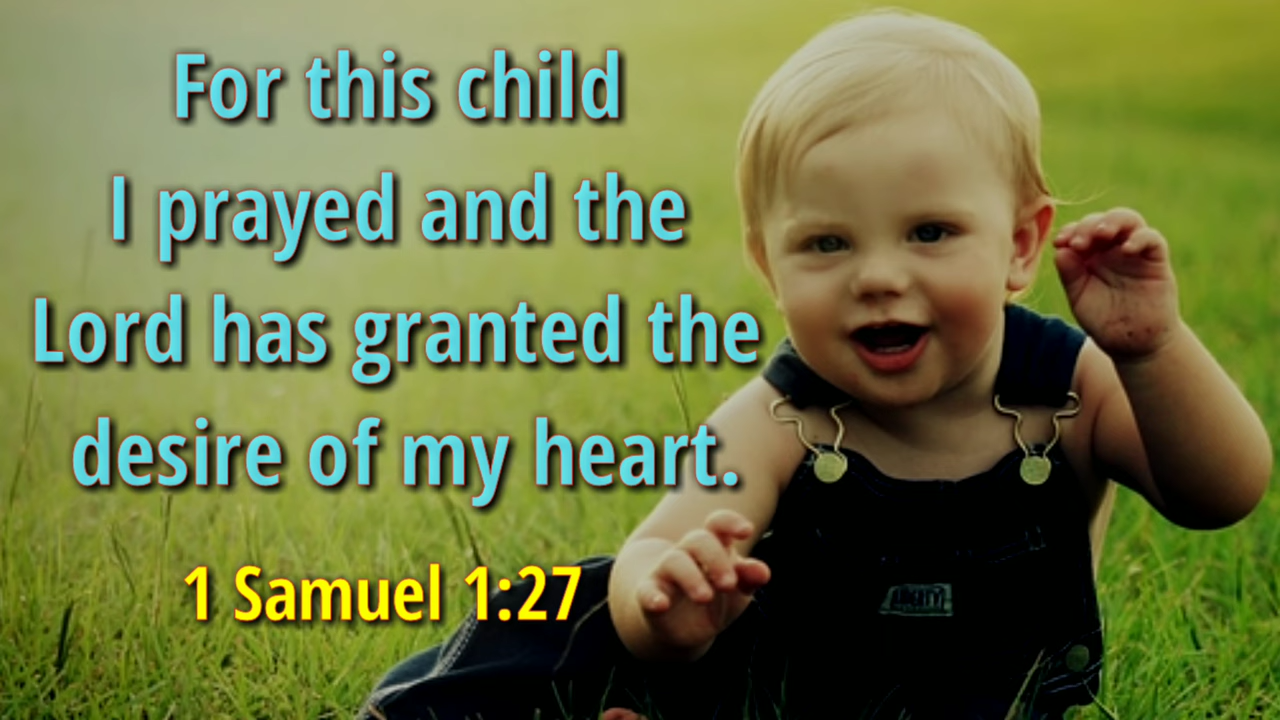 For this child
I prayed and the
Lord has granted the
desire of my heart.
1 Samuel 1:27